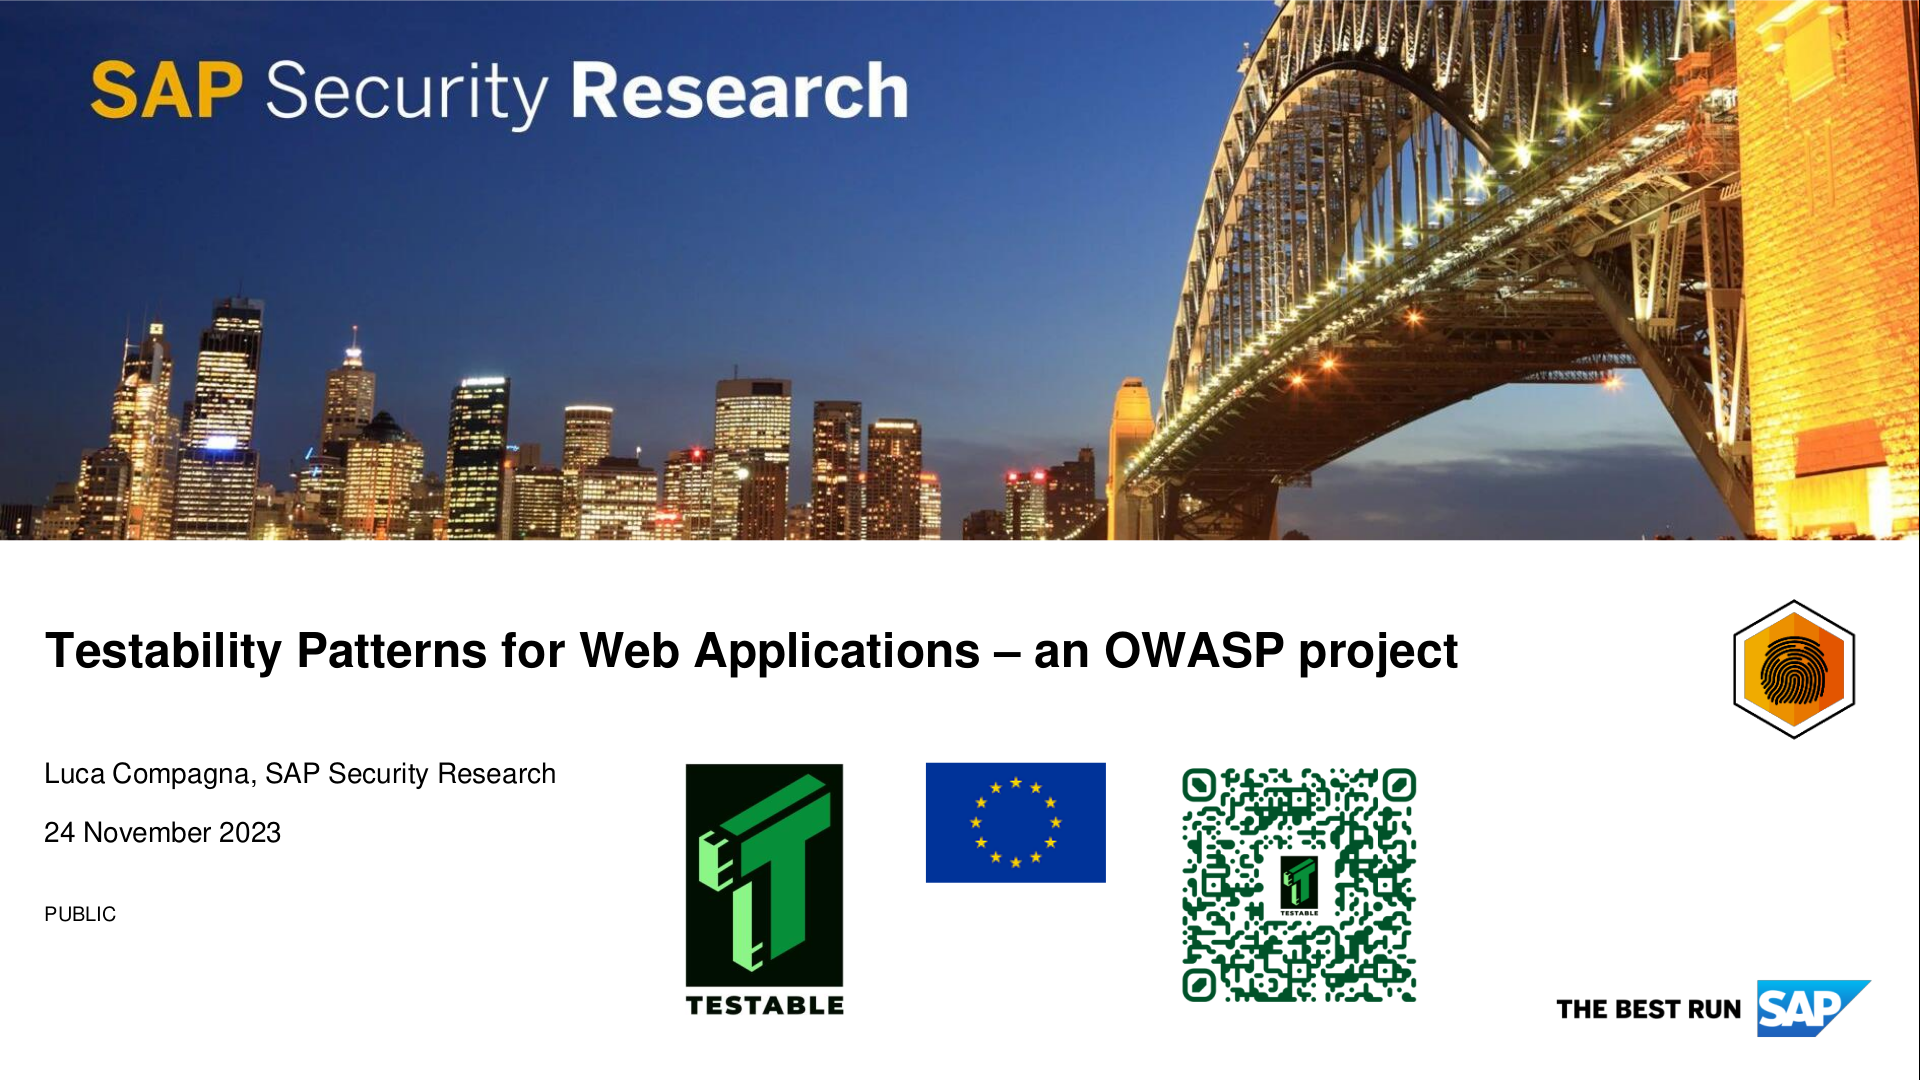 SAP Security Research
Testability Patterns for Web Applications – an OWASP project
Luca Compagna, SAP Security Research
24 November 2023
PUBLIC
TESTABLE
TESTABLE
THE BEST RUN SAP